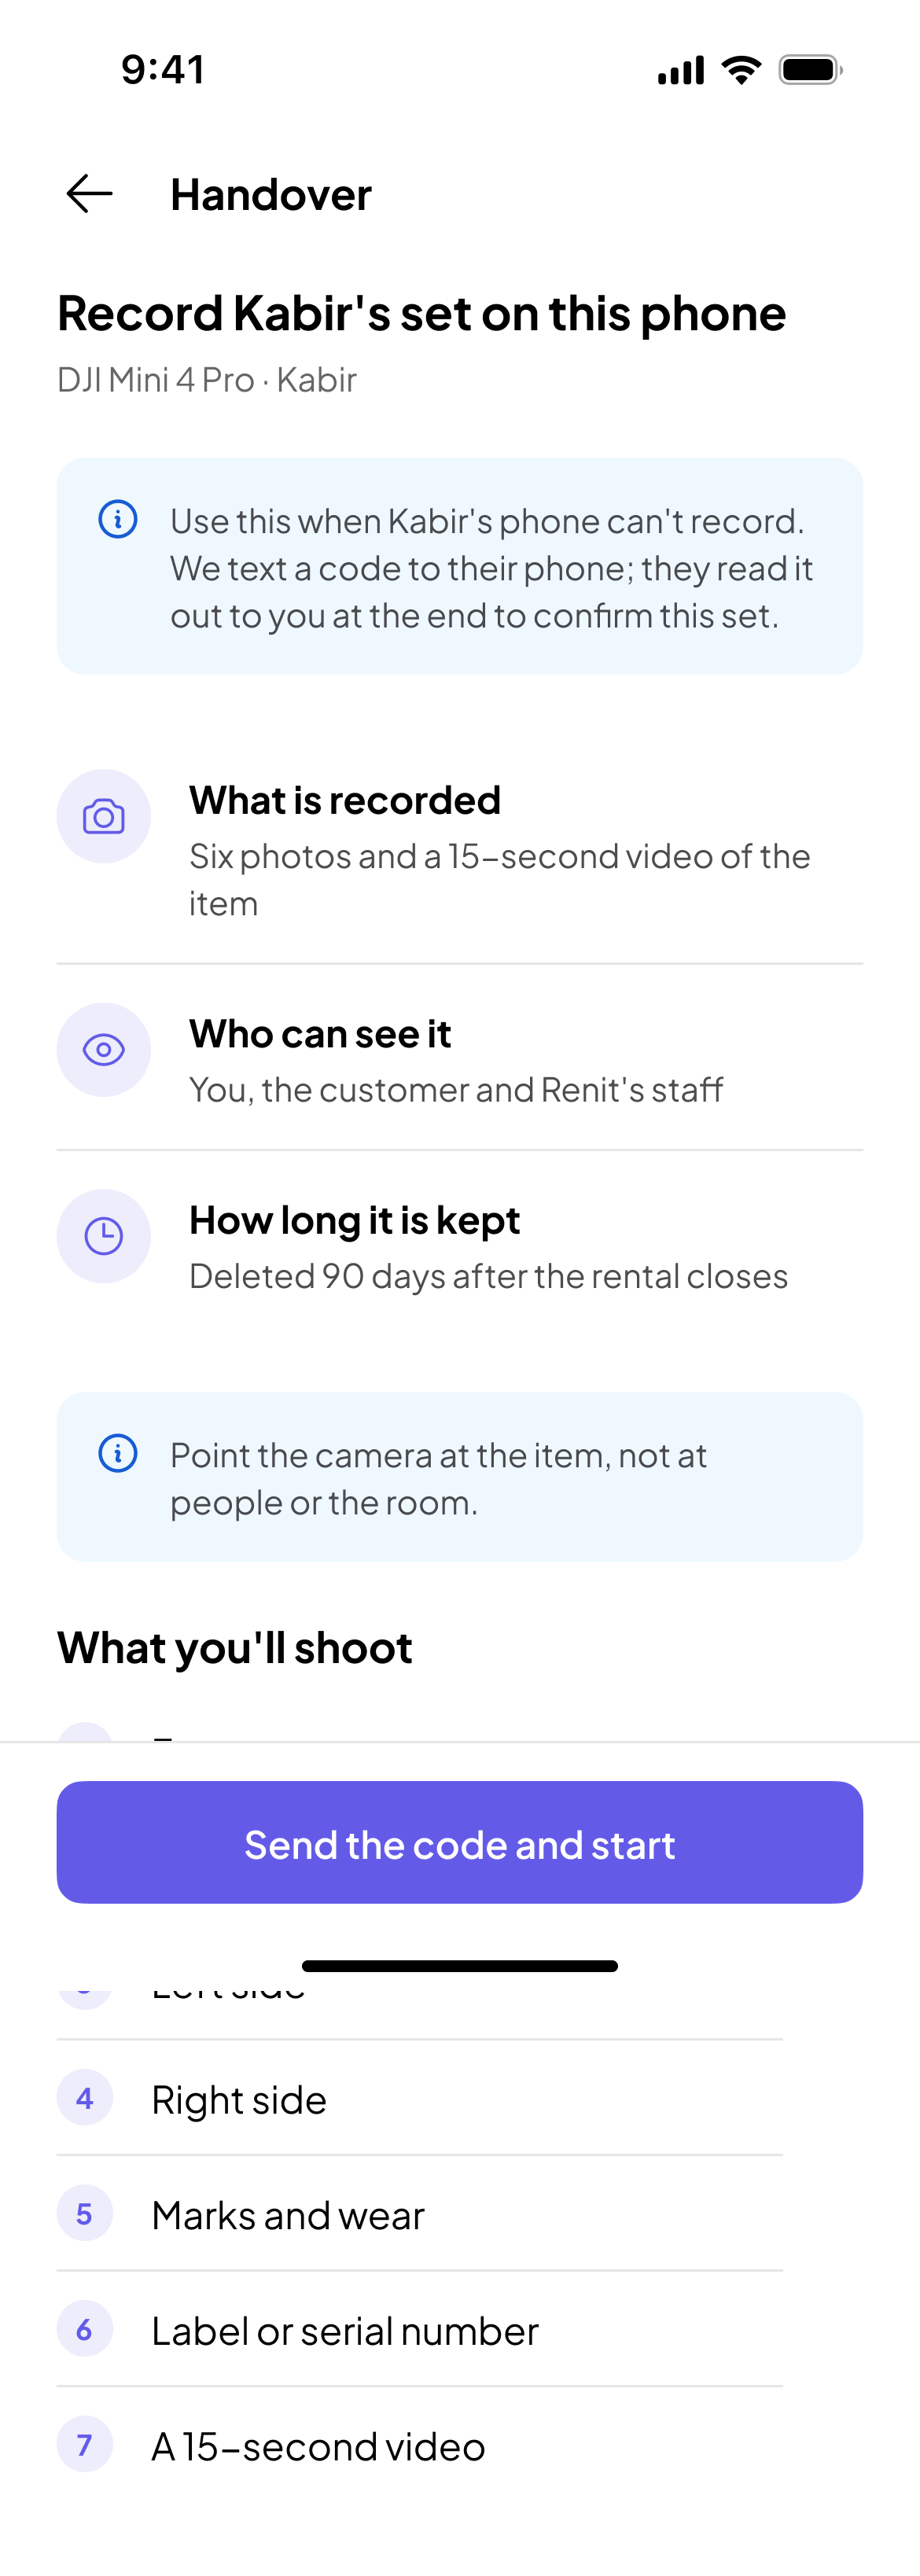 9:41
Handover
Record Kabir's set on this phone
DJI Mini 4 Pro · Kabir
Use this when Kabir's phone can't record.
We text a code to their phone; they read it
out to you at the end to confirm this set.
What is recorded
Six photos and a 15-second video of the
item
Who can see it
You, the customer and Renit's staff
How long it is kept
Deleted 90 days after the rental closes
Point the camera at the item, not at
people or the room.
What you'll shoot
Send the code and start
Left side
4 Right side
5 Marks and wear
6 Label or serial number
7 A 15-second video